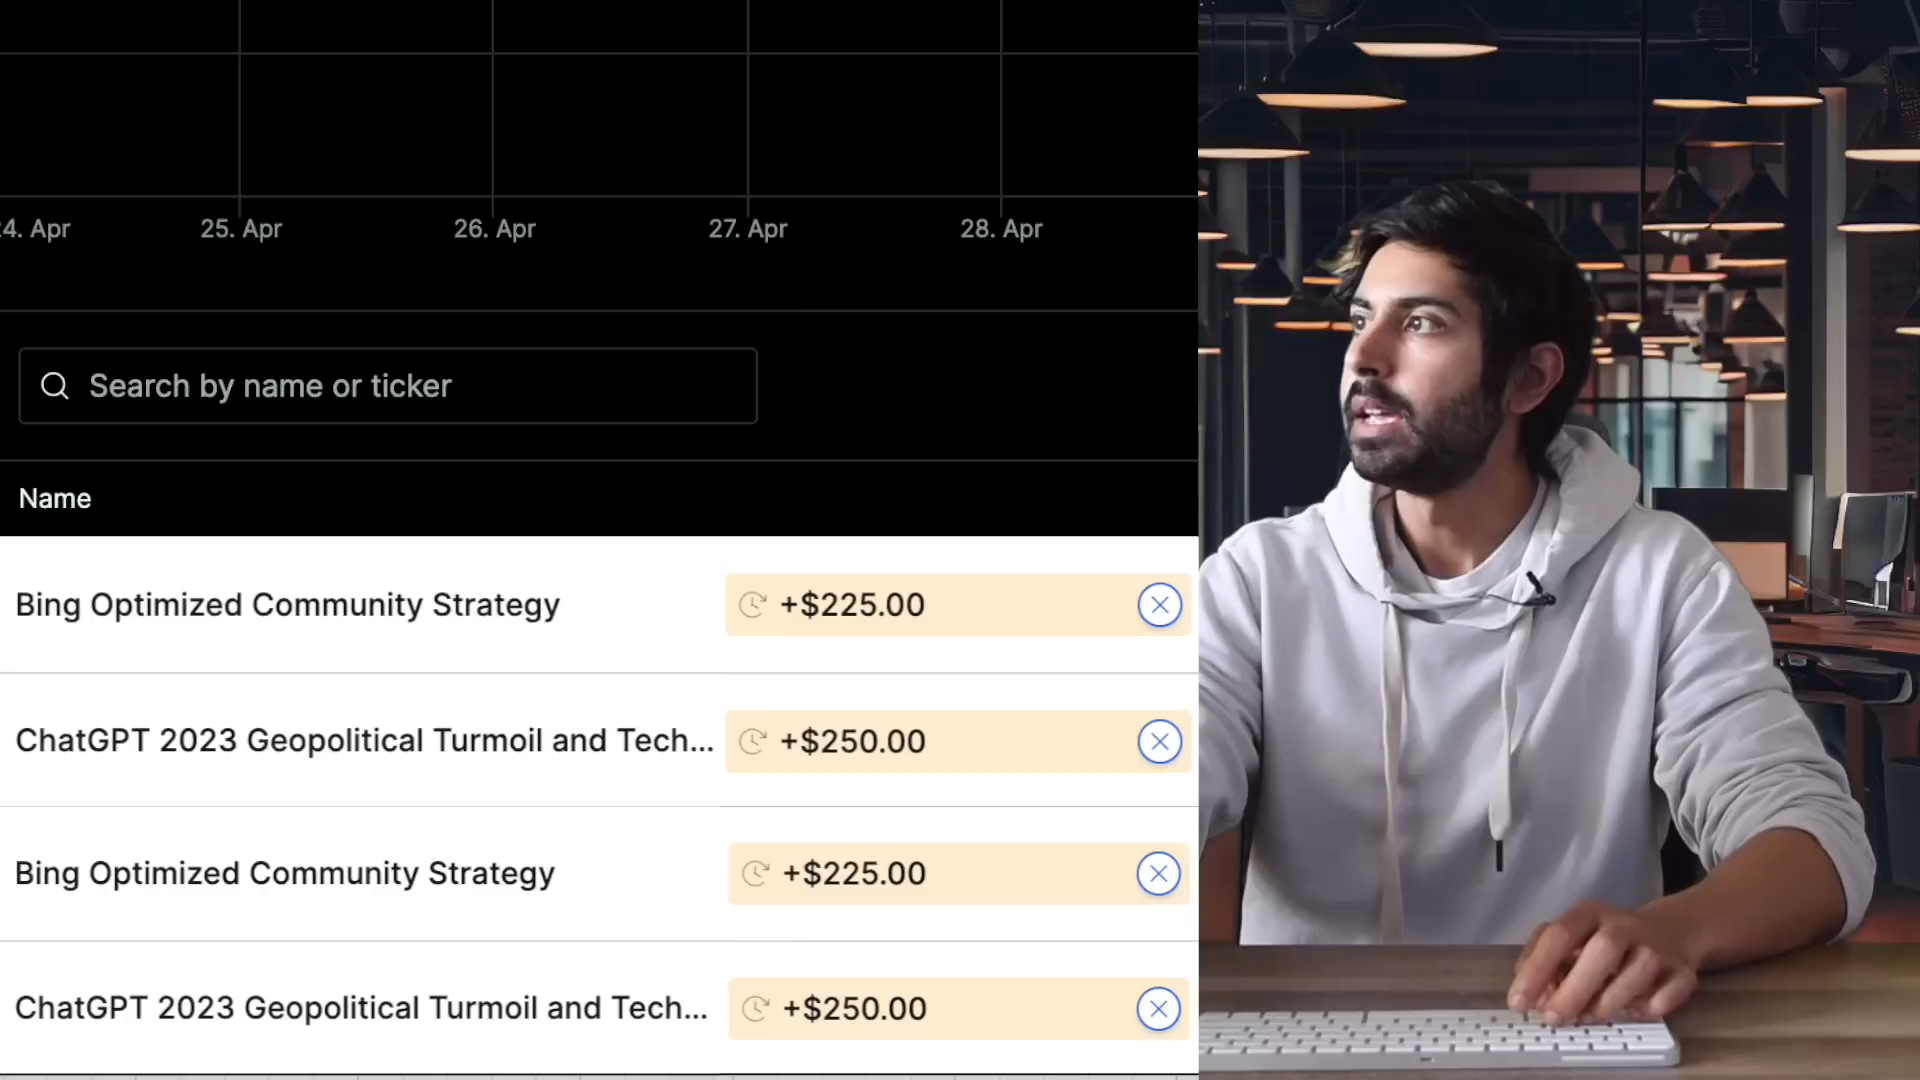 24. Apr 25. Apr 26. Apr 27. Apr 28. Apr
Search by name or ticker
Name
Bing Optimized Community Strategy +$225.00
ChatGPT 2023 Geopolitical Turmoil and Tech... +$250.00
Bing Optimized Community Strategy +$225.00
ChatGPT 2023 Geopolitical Turmoil and Tech... +$250.00